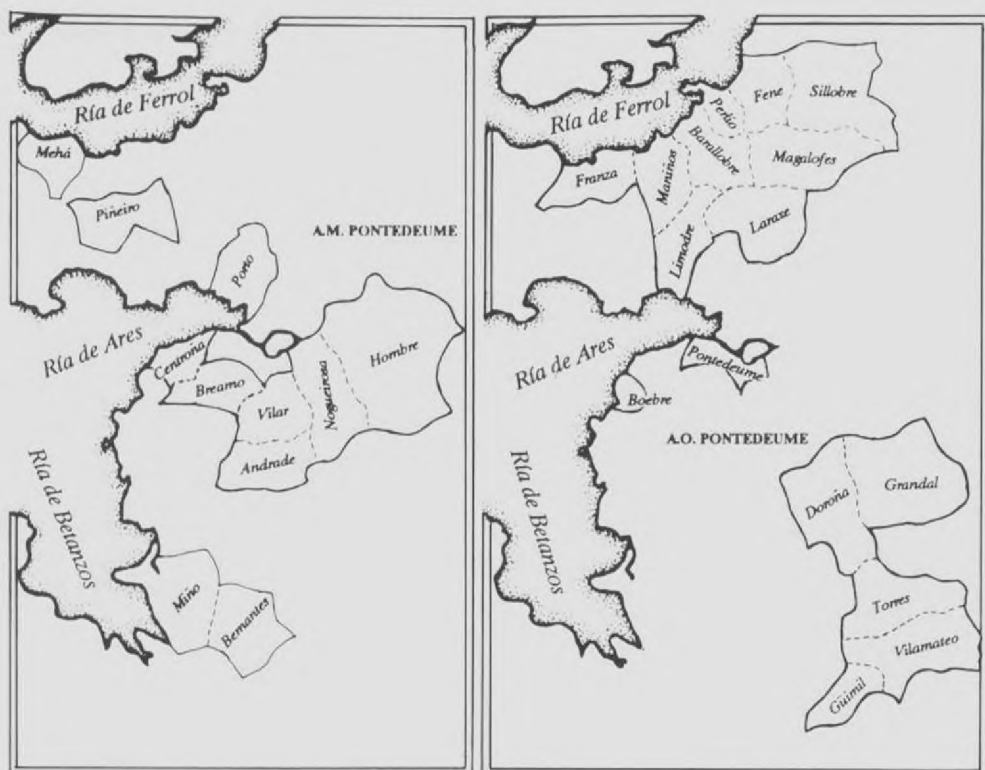 Ría de Ferrol
Mehá
Piñeiro
A.M. PONTEDEUME
Porto
Ría de Ares
Centroña
Breamo
Vilar
Nogueirosa
Hombre
Andrade
Ría de Betanzos
Miño
Bemantes
Ría de Ferrol
Perlío
Fene
Sillobre
Barallobre
Magalofes
Maniños
Franza
Laraxe
Limodre
Ría de Ares
Pontedeume
Boebre
A.O. PONTEDEUME
Ría de Betanzos
Doroña
Grandal
Torres
Vilamateo
Güimil